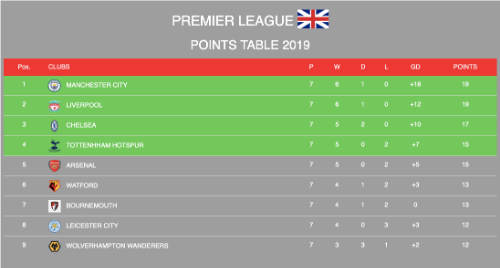 PREMIER LEAGUE
POINTS TABLE 2019
Pos. CLUBS P W D L GD POINTS
1 MANCHESTER CITY 7 6 1 0 +18 19
2 LIVERPOOL 7 6 1 0 +12 19
3 CHELSEA 7 5 2 0 +10 17
4 TOTTENHHAM HOTSPUR 7 5 0 2 +7 15
5 ARSENAL 7 5 0 2 +5 15
6 WATFORD 7 4 1 2 +3 13
7 BOURNEMOUTH 7 4 1 2 0 13
8 LEICESTER CITY 7 4 0 3 +3 12
9 WOLVERHAMPTON WANDERERS 7 3 3 1 +2 12